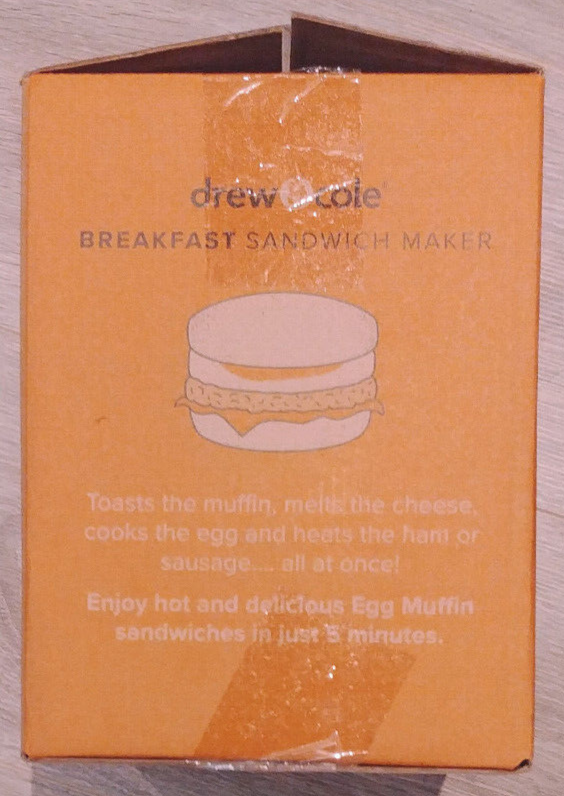 drew & cole®
BREAKFAST SANDWICH MAKER
Toasts the muffin, melts the cheese,
cooks the egg and heats the ham or
sausage.... all at once!
Enjoy hot and delicious Egg Muffin
sandwiches in just 5 minutes.